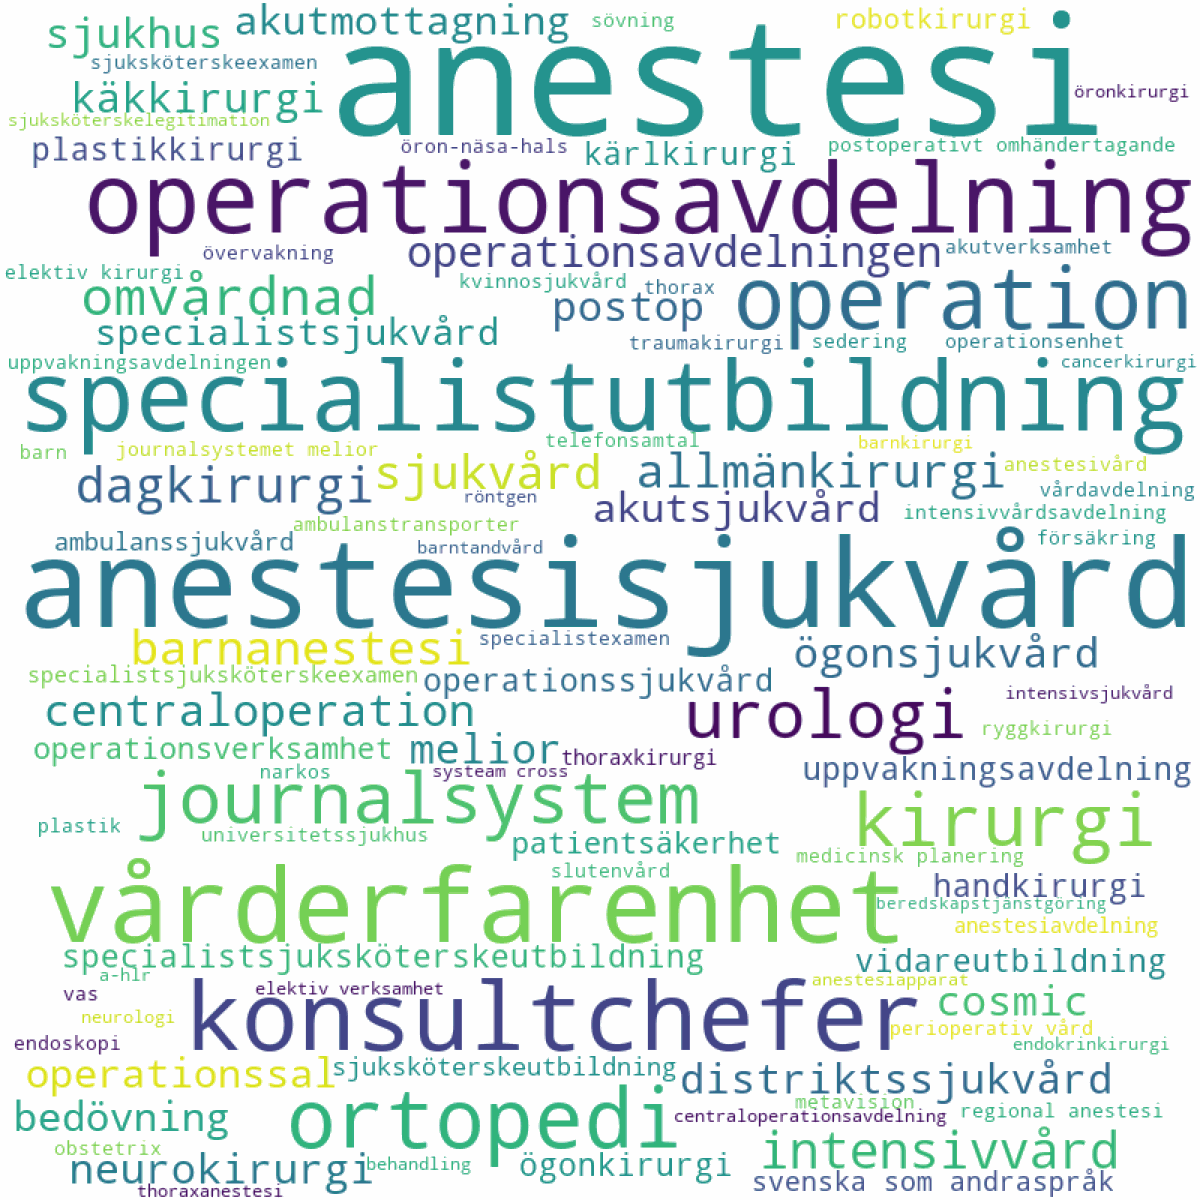 sjukhus
akutmottagning
sövning
robotkirurgi
anestesi
sjuksköterskeexamen
käkkirurgi
öronkirurgi
sjuksköterskelegitimation
plastikkirurgi
öron-näsa-hals
kärlkirurgi
postoperativt omhändertagande
operationsavdelning
övervakning
operationsavdelningen
akutverksamhet
elektiv kirurgi
omvårdnad
kvinnosjukvård
thorax
postop
operation
specialistsjukvård
traumakirurgi
sedering
operationsenhet
uppvakningsavdelningen
cancerkirurgi
specialistutbildning
barn
journalsystemet melior
telefonsamtal
barnkirurgi
dagkirurgi
sjukvård
allmänkirurgi
anestesivård
röntgen
akutsjukvård
vårdavdelning
intensivvårdsavdelning
ambulanstransporter
ambulanssjukvård
barntandvård
försäkring
anestesisjukvård
barnanestesi
specialistexamen
ögonsjukvård
specialistsjuksköterskeexamen
operationssjukvård
intensivsjukvård
centraloperation
urologi
ryggkirurgi
operationsverksamhet
melior
thoraxkirurgi
uppvakningsavdelning
narkos
systeam cross
journalsystem
kirurgi
plastik
universitetssjukhus
patientsäkerhet
medicinsk planering
slutenvård
handkirurgi
vårderfarenhet
beredskapstjänstgöring
anestesiavdelning
specialistsjuksköterskeutbildning
vidareutbildning
a-hlr
elektiv verksamhet
anestesiapparat
vas
konsultchefer
cosmic
neurologi
perioperativ vård
endoskopi
endokrinkirurgi
operationssal
sjuksköterskeutbildning
distriktssjukvård
bedövning
ortopedi
metavision
centraloperationsavdelning
regional anestesi
obstetrix
intensivvård
neurokirurgi
behandling
ögonkirurgi
svenska som andraspråk
thoraxanestesi